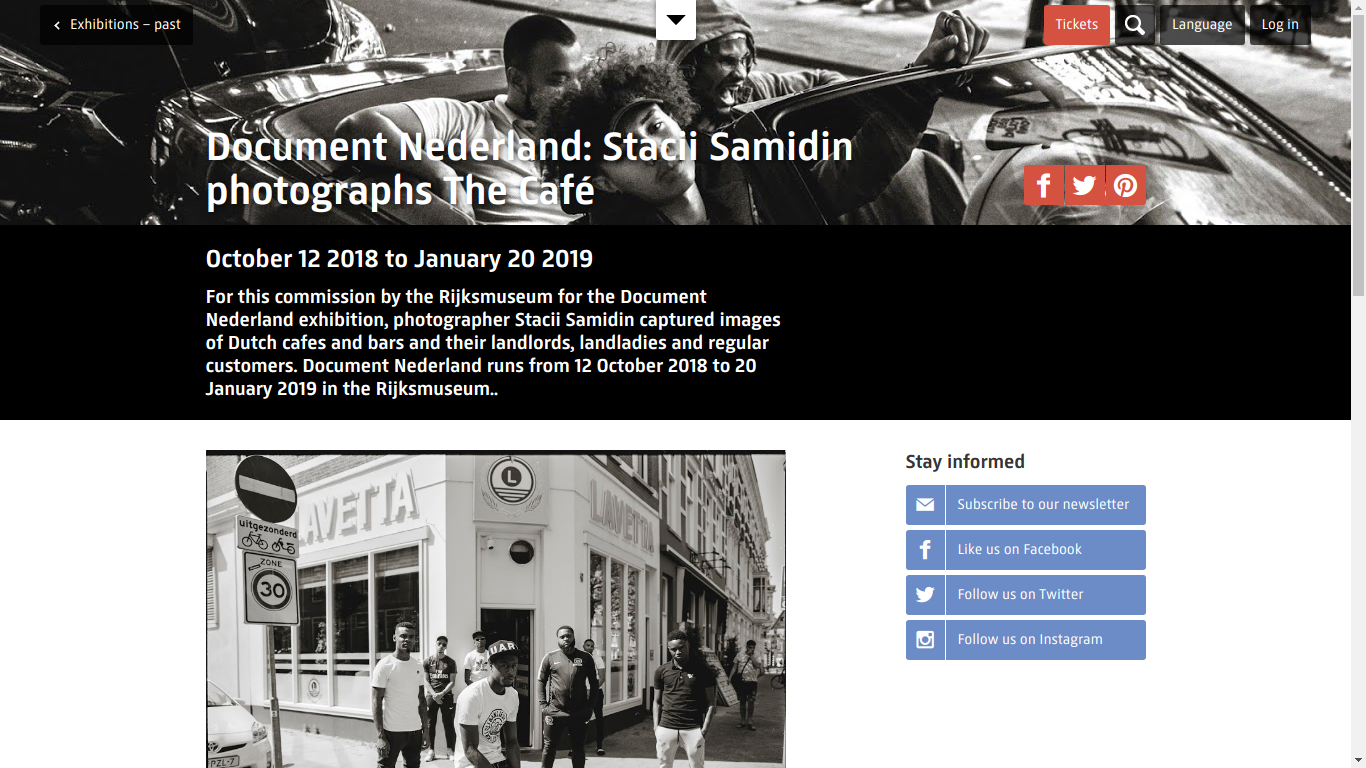 Exhibitions – past
Tickets
Language
Log in
Document Nederland: Stacii Samidin
photographs The Café
October 12 2018 to January 20 2019
For this commission by the Rijksmuseum for the Document
Nederland exhibition, photographer Stacii Samidin captured images
of Dutch cafes and bars and their landlords, landladies and regular
customers. Document Nederland runs from 12 October 2018 to 20
January 2019 in the Rijksmuseum..
LAVETTA
L
LAVETTA
uitgezonderd
ZONE
30
UAR
PZL-7
Stay informed
Subscribe to our newsletter
Like us on Facebook
Follow us on Twitter
Follow us on Instagram